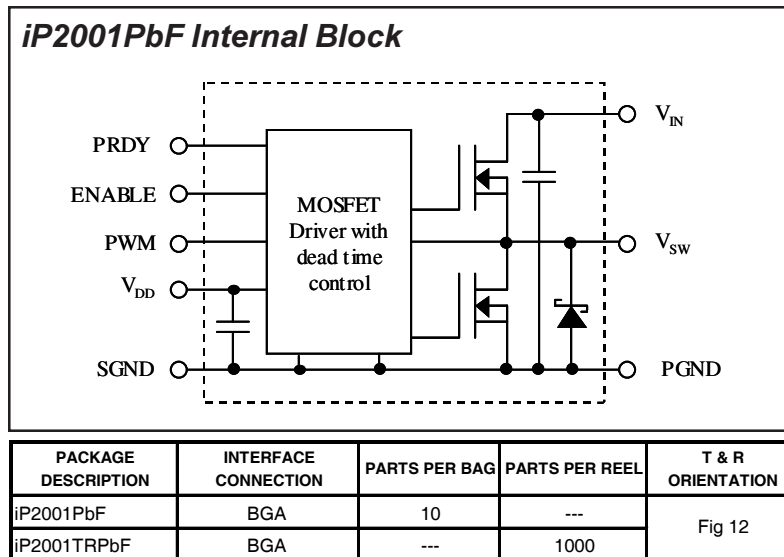 iP2001PbF Internal Block
PRDY
ENABLE
PWM
VDD
SGND
MOSFET
Driver with
dead time
control
VIN
VSW
PGND
PACKAGE DESCRIPTION | INTERFACE CONNECTION | PARTS PER BAG | PARTS PER REEL | T & R ORIENTATION
iP2001PbF | BGA | 10 | --- | Fig 12
iP2001TRPbF | BGA | --- | 1000